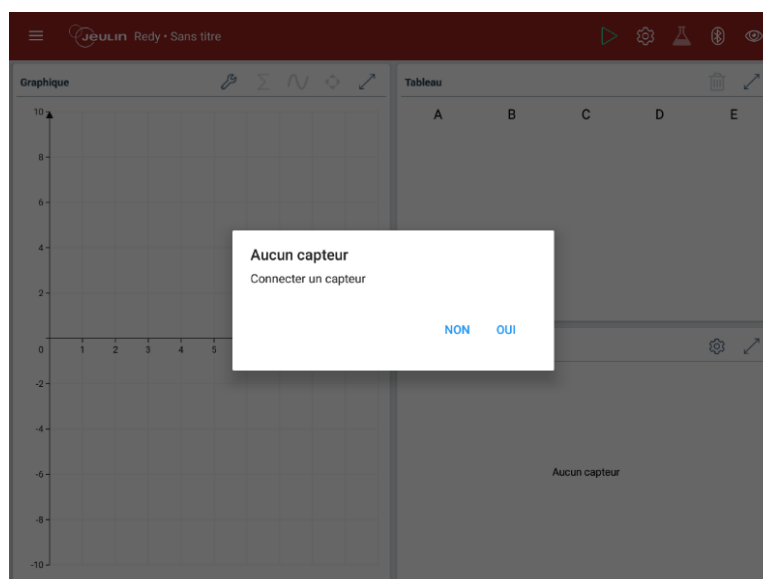 Jeulin Redy • Sans titre
Graphique
Tableau
A B C D E
10
8
6
4
2
0 1 2 3 4 5
-2
-4
-6
-8
-10
Aucun capteur
Connecter un capteur
NON OUI
Aucun capteur